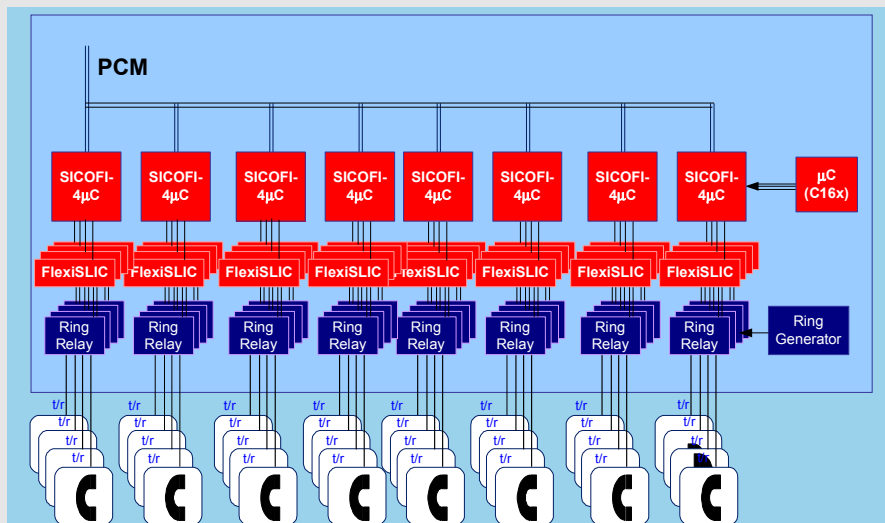 PCM
SICOFI-
4µC
SICOFI-
4µC
SICOFI-
4µC
SICOFI-
4µC
SICOFI-
4µC
SICOFI-
4µC
SICOFI-
4µC
SICOFI-
4µC
µC
(C16x)
FlexiSLIC
FlexiSLIC
FlexiSLIC
FlexiSLIC
FlexiSLIC
FlexiSLIC
FlexiSLIC
FlexiSLIC
Ring
Relay
Ring
Relay
Ring
Relay
Ring
Relay
Ring
Relay
Ring
Relay
Ring
Relay
Ring
Relay
Ring
Generator
t/r t/r t/r t/r t/r t/r t/r t/r
t/r t/r t/r t/r t/r t/r t/r t/r
t/r t/r t/r t/r t/r t/r t/r t/r
t/r t/r t/r t/r t/r t/r t/r t/r